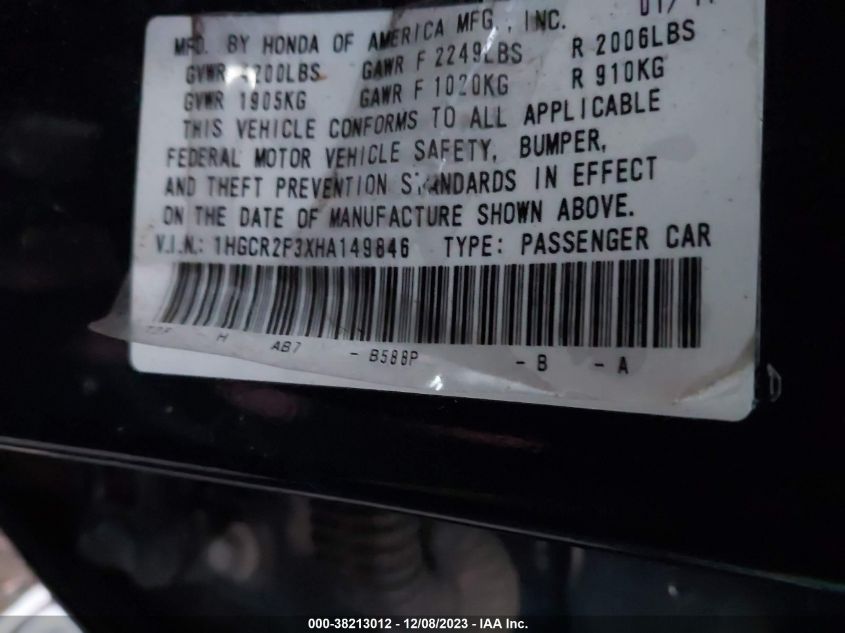 MFD. BY HONDA OF AMERICA MFG., INC. 01/
GVWR 4200LBS GAWR F 2249LBS R 2006LBS
GVWR 1905KG GAWR F 1020KG R 910KG
THIS VEHICLE CONFORMS TO ALL APPLICABLE
FEDERAL MOTOR VEHICLE SAFETY, BUMPER,
AND THEFT PREVENTION STANDARDS IN EFFECT
ON THE DATE OF MANUFACTURE SHOWN ABOVE.
V.I.N.: 1HGCR2F3XHA149846 TYPE: PASSENGER CAR
H AB7 - B588P - B - A
000-38213012 - 12/08/2023 - IAA Inc.